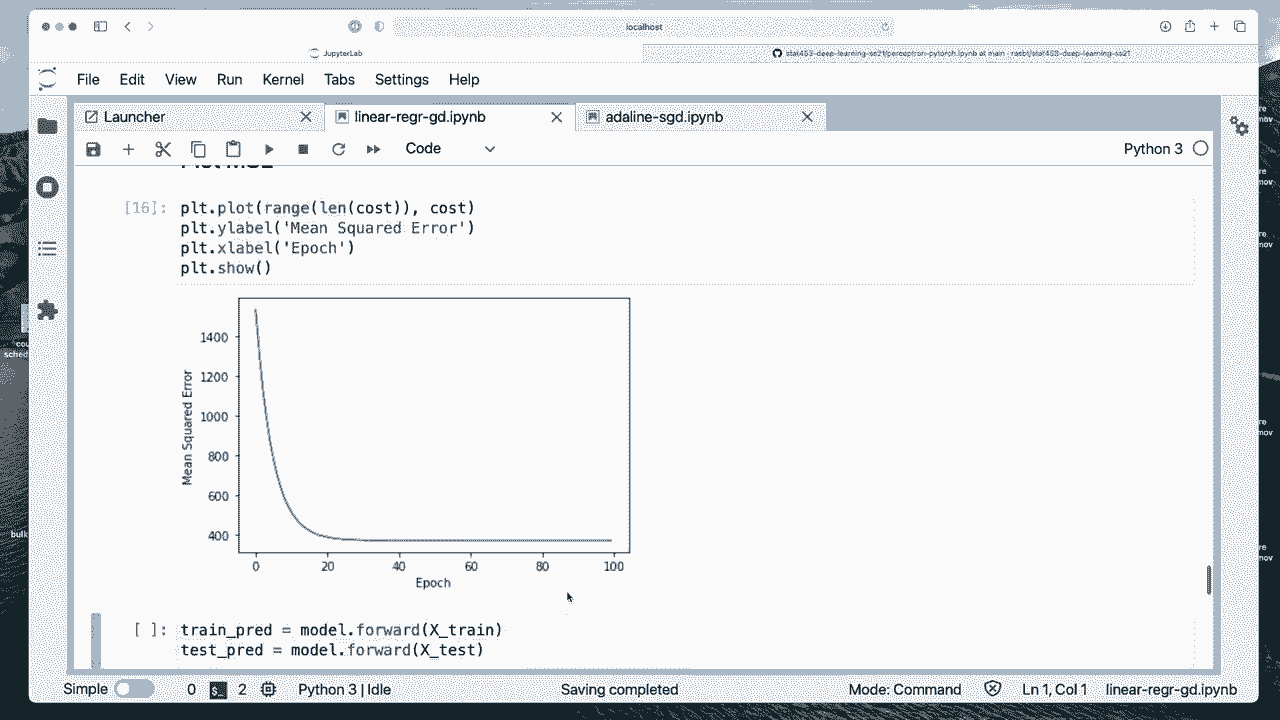 localhost
JupyterLab
stat453-deep-learning-ss21/perceptron-pytorch.ipynb at main · rasbt/stat453-deep-learning-ss21
File Edit View Run Kernel Tabs Settings Help
Launcher linear-regr-gd.ipynb adaline-sgd.ipynb
Code Python 3
Plot MSE
[16]: plt.plot(range(len(cost)), cost)
plt.ylabel('Mean Squared Error')
plt.xlabel('Epoch')
plt.show()
1400
1200
1000
800
600
400
Mean Squared Error
0 20 40 60 80 100
Epoch
[ ]: train_pred = model.forward(X_train)
test_pred = model.forward(X_test)
Simple 0 2 Python 3 | Idle Saving completed Mode: Command Ln 1, Col 1 linear-regr-gd.ipynb
sched
bulk